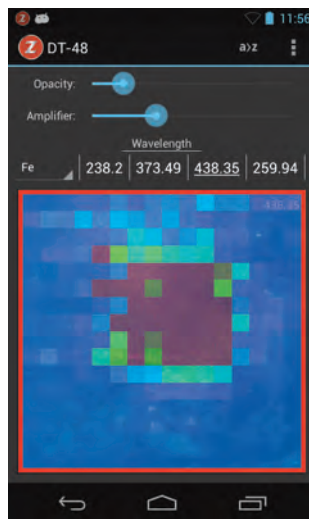 11:56
Z DT-48 a>z
Opacity:
Amplifier:
Wavelength
Fe 238.2 373.49 438.35 259.94
438.35